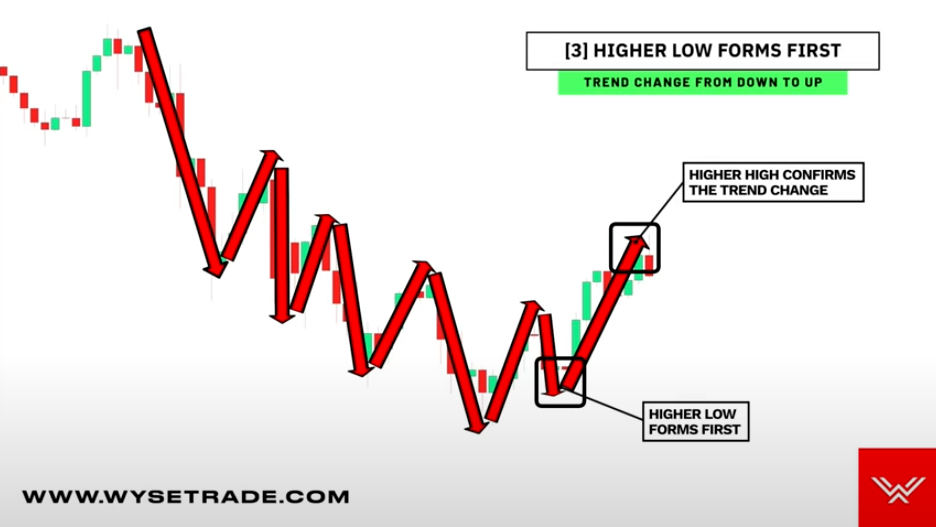 [3] HIGHER LOW FORMS FIRST
TREND CHANGE FROM DOWN TO UP
HIGHER HIGH CONFIRMS
THE TREND CHANGE
HIGHER LOW
FORMS FIRST
WWW.WYSETRADE.COM